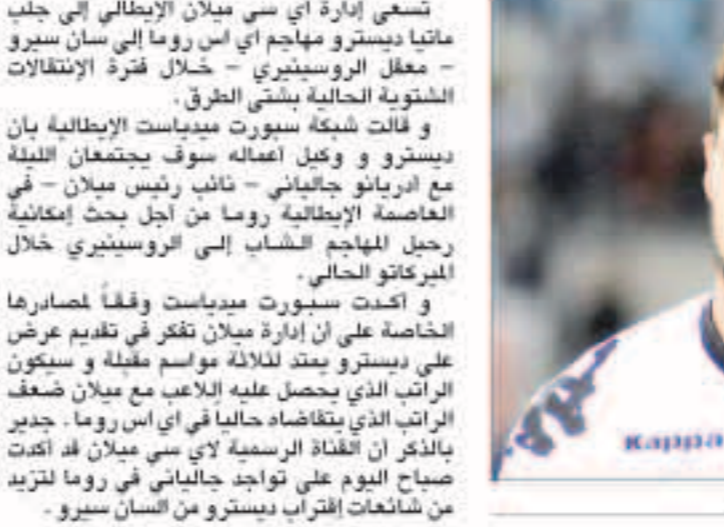 تسعى إدارة اي سي ميلان الإيطالي إلى جلب
ماتيا ديسترو مهاجم اي اس روما إلى سان سيرو
– معقل الروسينيري – خلال فترة الإنتقالات
الشتوية الحالية بشتى الطرق .
و قالت شبكة سبورت ميدياست الإيطالية بان
ديسترو و وكيل اعماله سوف يجتمعان الليلة
مع ادريانو جالياني – نائب رئيس ميلان – في
العاصمة الإيطالية روما من أجل بحث إمكانية
رحيل المهاجم الشاب إلى الروسينيري خلال
الميركاتو الحالي .
و أكدت سبورت ميدياست وفقاً لمصادرها
الخاصة على ان إدارة ميلان تفكر في تقديم عرض
على ديسترو يمتد لثلاثة مواسم مقبلة و سيكون
الراتب الذي يحصل عليه اللاعب مع ميلان ضعف
الراتب الذي يتقاضاه حاليا في اي اس روما . جدير
بالذكر ان القناة الرسمية لاي سي ميلان قد أكدت
صباح اليوم على تواجد جالياني في روما لتزيد
من شائعات إقتراب ديسترو من السان سيرو .
Kappa